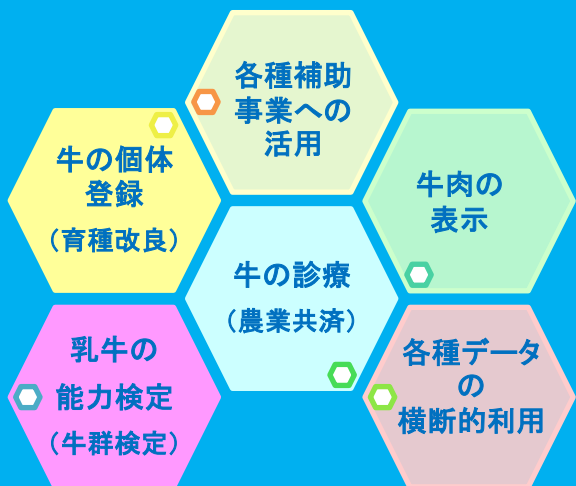 各種補助
事業への
活用
牛の個体
登録
（育種改良）
牛肉の
表示
牛の診療
（農業共済）
乳牛の
能力検定
（牛群検定）
各種データ
の
横断的利用